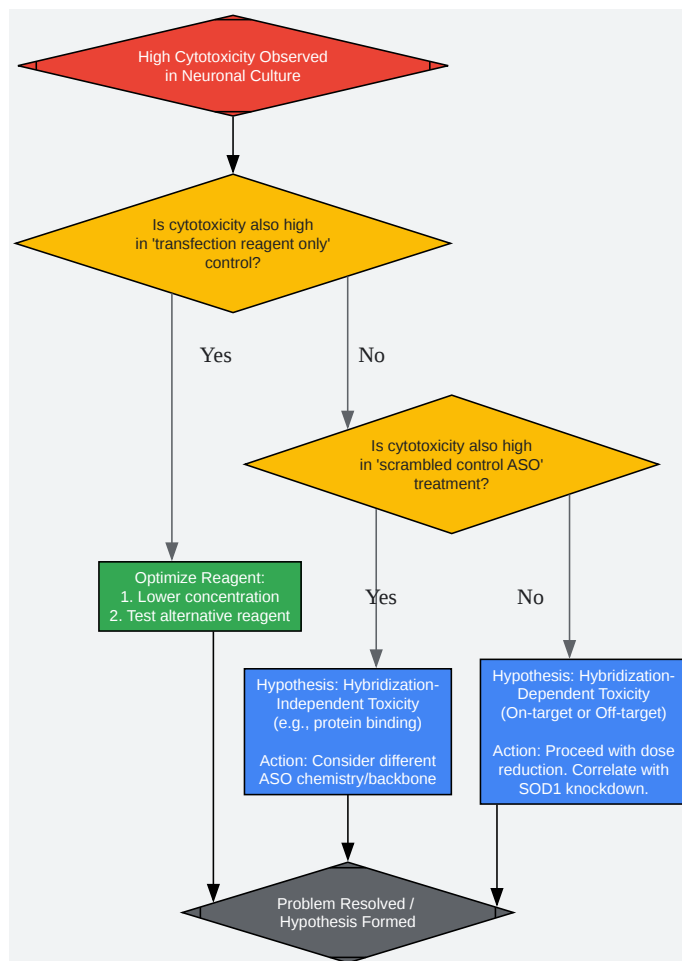 High Cytotoxicity Observed
in Neuronal Culture
Is cytotoxicity also high
in 'transfection reagent only'
control?
Yes
No
Is cytotoxicity also high
in 'scrambled control ASO'
treatment?
Optimize Reagent:
1. Lower concentration
2. Test alternative reagent
Yes
No
Hypothesis: Hybridization-
Independent Toxicity
(e.g., protein binding)
Action: Consider different
ASO chemistry/backbone
Hypothesis: Hybridization-
Dependent Toxicity
(On-target or Off-target)
Action: Proceed with dose
reduction. Correlate with
SOD1 knockdown.
Problem Resolved /
Hypothesis Formed